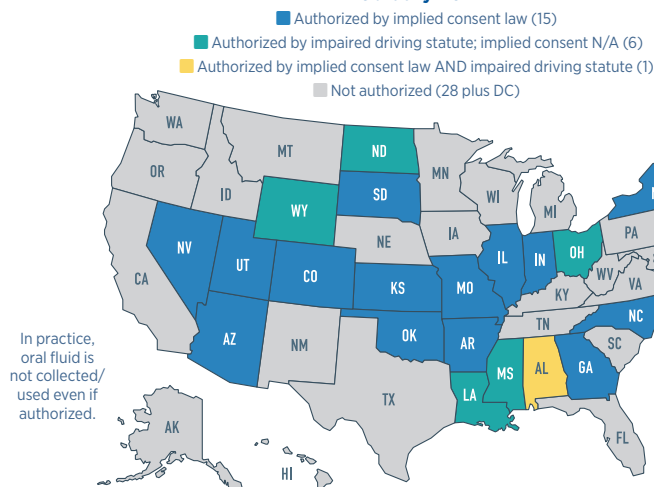 Authorized by implied consent law (15)
Authorized by impaired driving statute; implied consent N/A (6)
Authorized by implied consent law AND impaired driving statute (1)
Not authorized (28 plus DC)
WA
MT
ND
MN
OR
ID
WY
SD
WI
MI
NV
UT
CO
NE
IA
IL
IN
OH
PA
WV
VA
CA
KS
MO
KY
NC
TN
AZ
NM
OK
AR
SC
MS
AL
GA
LA
TX
FL
In practice,
oral fluid is
not collected/
used even if
authorized.
AK
HI